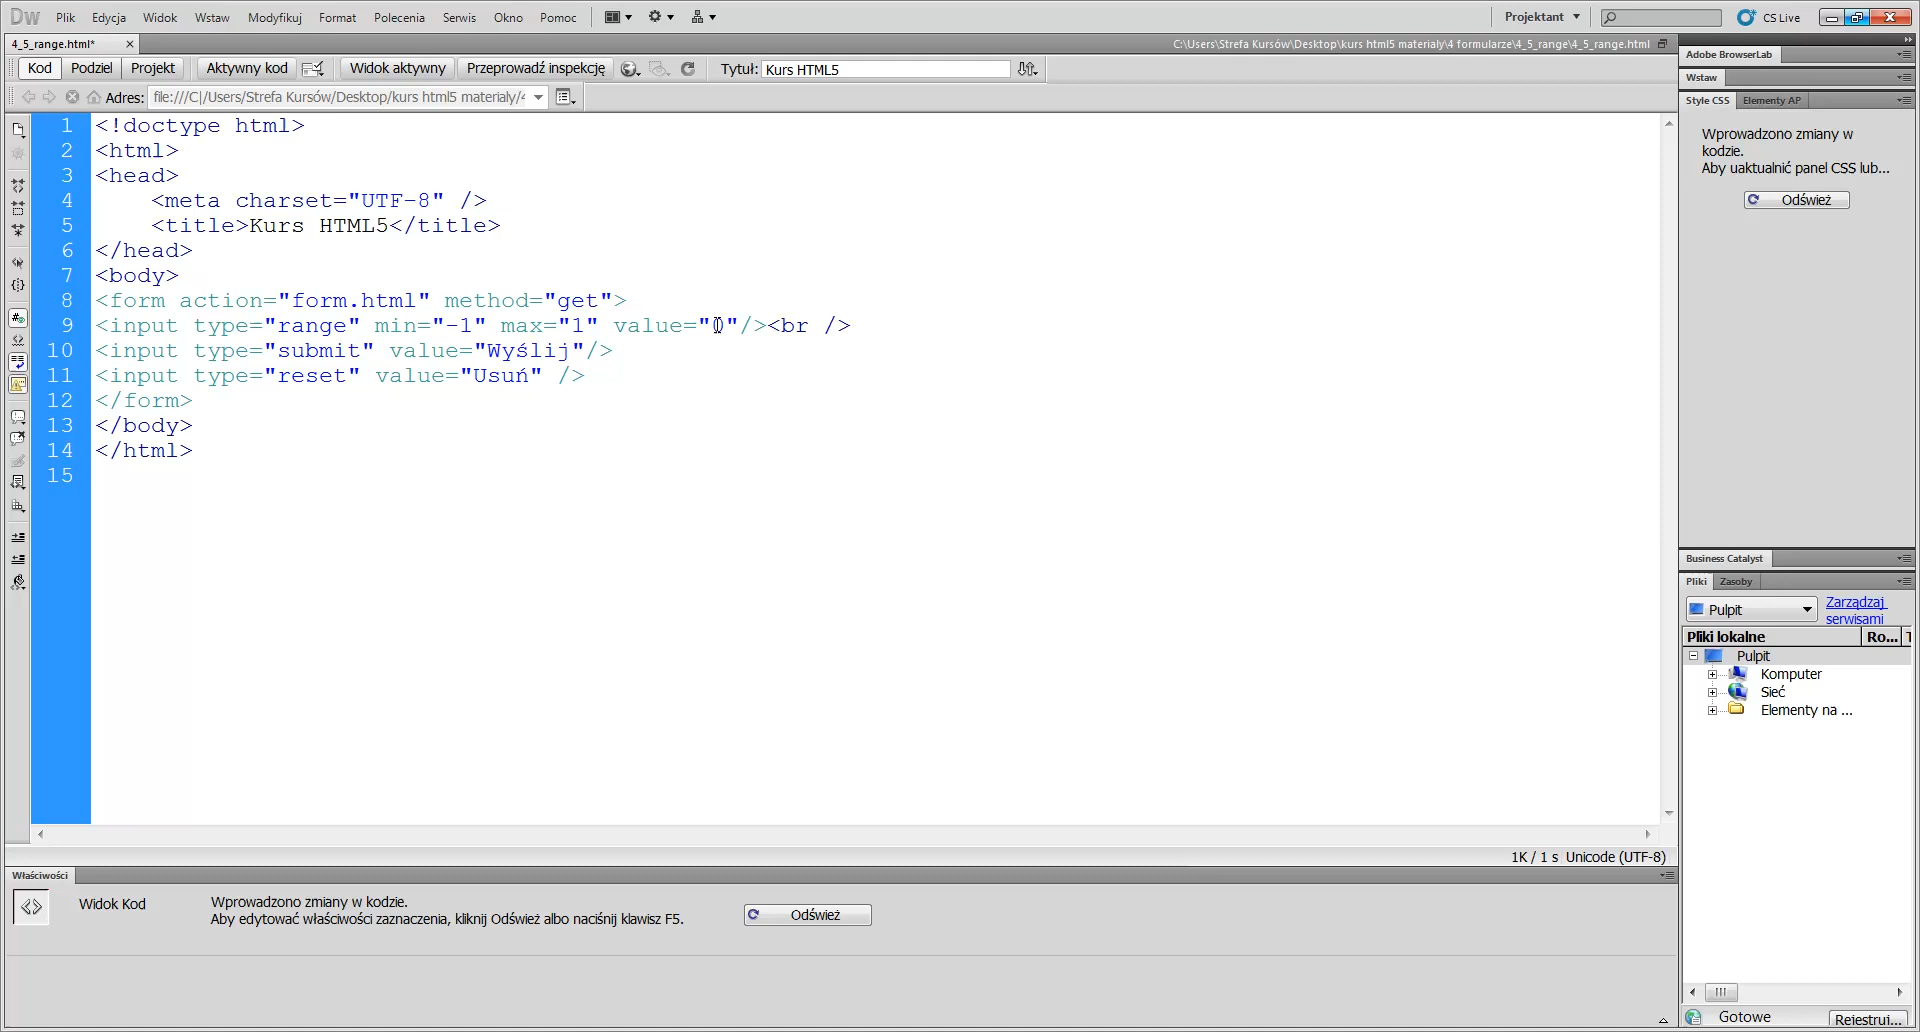 Dw Plik Edycja Widok Wstaw Modyfikuj Format Polecenia Serwis Okno Pomoc Projektant CS Live
4_5_range.html* C:\Users\Strefa Kursów\Desktop\kurs html5 materialy\4 formularze\4_5_range\4_5_range.html
Kod Podziel Projekt Aktywny kod Widok aktywny Przeprowadź inspekcję Tytuł: Kurs HTML5
Adres: file:///C|/Users/Strefa Kursów/Desktop/kurs html5 materialy/4
1 <!doctype html>
2 <html>
3 <head>
4 <meta charset="UTF-8" />
5 <title>Kurs HTML5</title>
6 </head>
7 <body>
8 <form action="form.html" method="get">
9 <input type="range" min="-1" max="1" value="0"/><br />
10 <input type="submit" value="Wyślij"/>
11 <input type="reset" value="Usuń" />
12 </form>
13 </body>
14 </html>
15
1K / 1 s Unicode (UTF-8)
Właściwości
Widok Kod
Wprowadzono zmiany w kodzie.
Aby edytować właściwości zaznaczenia, kliknij Odśwież albo naciśnij klawisz F5.
Odśwież
Adobe BrowserLab
Wstaw
Style CSS Elementy AP
Wprowadzono zmiany w
kodzie.
Aby uaktualnić panel CSS lub...
Odśwież
Business Catalyst
Pliki Zasoby
Pulpit Zarządzaj
serwisami
Pliki lokalne Ro... T
Pulpit
Komputer
Sieć
Elementy na ...
Gotowe Rejestruj...